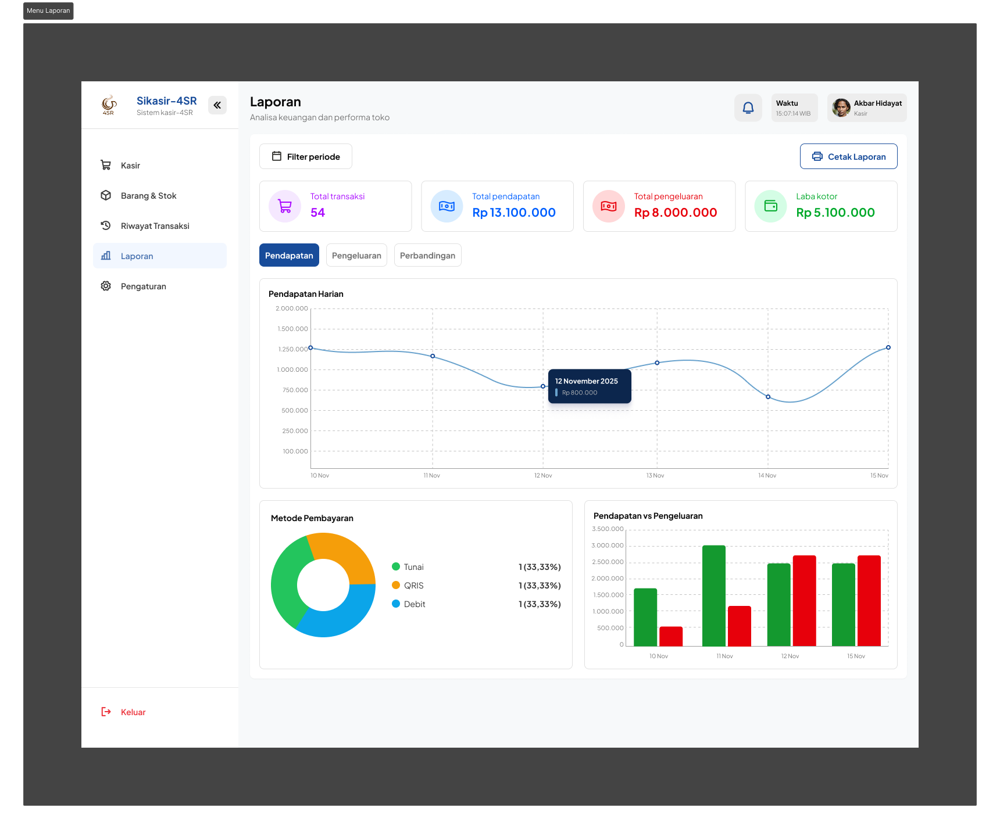 Menu Laporan
4SR
Sikasir-4SR
Sistem kasir-4SR
Kasir
Barang & Stok
Riwayat Transaksi
Laporan
Pengaturan
Keluar
Laporan
Analisa keuangan dan performa toko
Waktu
15:07:14 WIB
Akbar Hidayat
Kasir
Filter periode
Cetak Laporan
Total transaksi
54
Total pendapatan
Rp 13.100.000
Total pengeluaran
Rp 8.000.000
Laba kotor
Rp 5.100.000
Pendapatan
Pengeluaran
Perbandingan
Pendapatan Harian
2.000.000
1.500.000
1.250.000
1.000.000
750.000
500.000
250.000
100.000
12 November 2025
Rp 800.000
10 Nov
11 Nov
12 Nov
13 Nov
14 Nov
15 Nov
Metode Pembayaran
Tunai 1 (33,33%)
QRIS 1 (33,33%)
Debit 1 (33,33%)
Pendapatan vs Pengeluaran
3.500.000
3.000.000
2.500.000
2.000.000
1.500.000
1.000.000
500.000
0
10 Nov
11 Nov
12 Nov
15 Nov